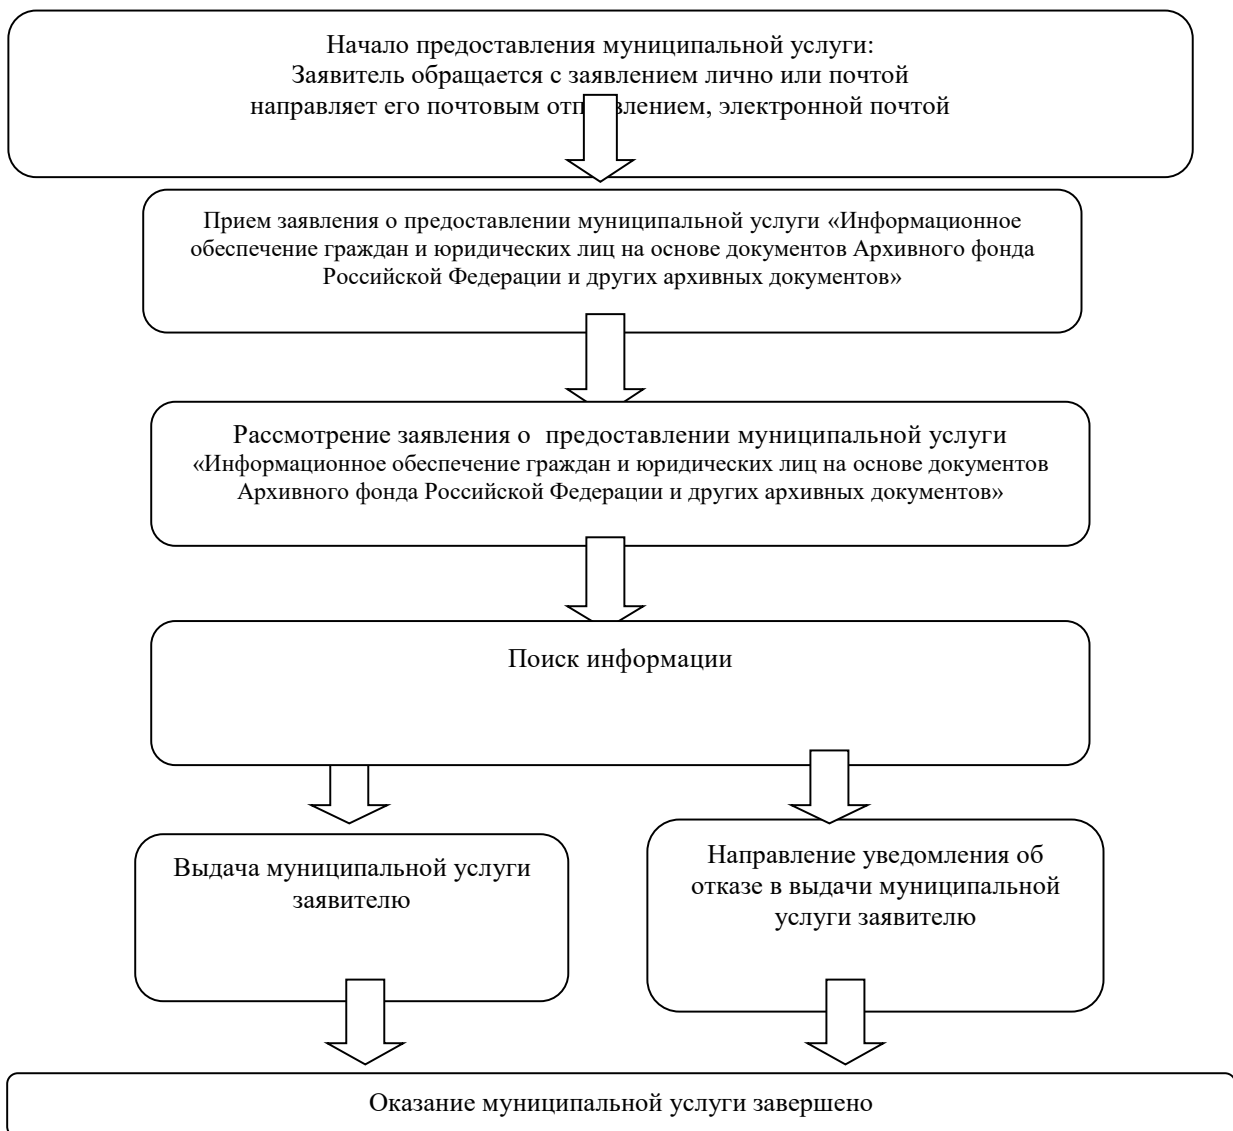 Начало предоставления муниципальной услуги:
Заявитель обращается с заявлением лично или почтой
направляет его почтовым влением, электронной почтой
Прием заявления о предоставлении муниципальной услуги «Информационное
обеспечение граждан и юридических лиц на основе документов Архивного фонда
Российской Федерации и других архивных документов»
Рассмотрение заявления о предоставлении муниципальной услуги
«Информационное обеспечение граждан и юридических лиц на основе документов
Архивного фонда Российской Федерации и других архивных документов»
Поиск информации
Выдача муниципальной услуги
заявителю
Направление уведомления об
отказе в выдачи муниципальной
услуги заявителю
Оказание муниципальной услуги завершено